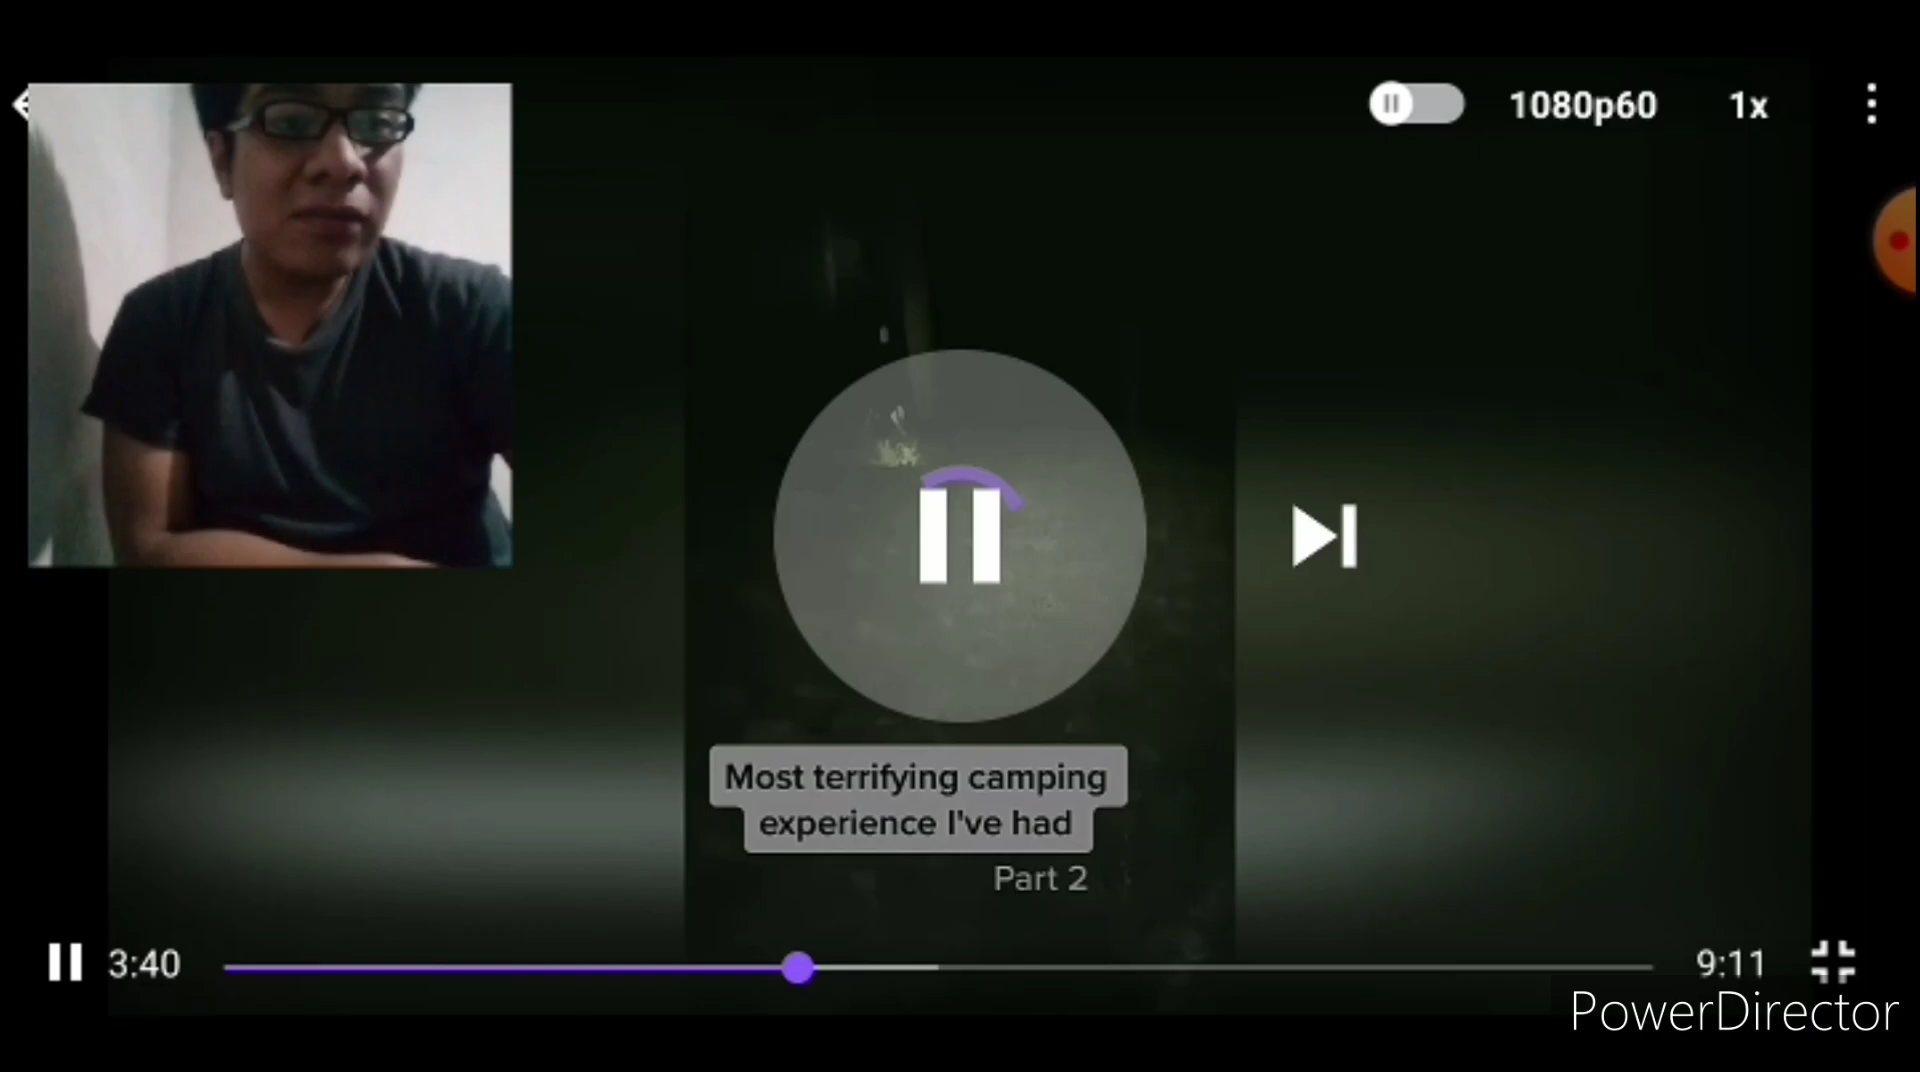 1080p60 1x
Most terrifying camping
experience I've had
Part 2
3:40 9:11
PowerDirector